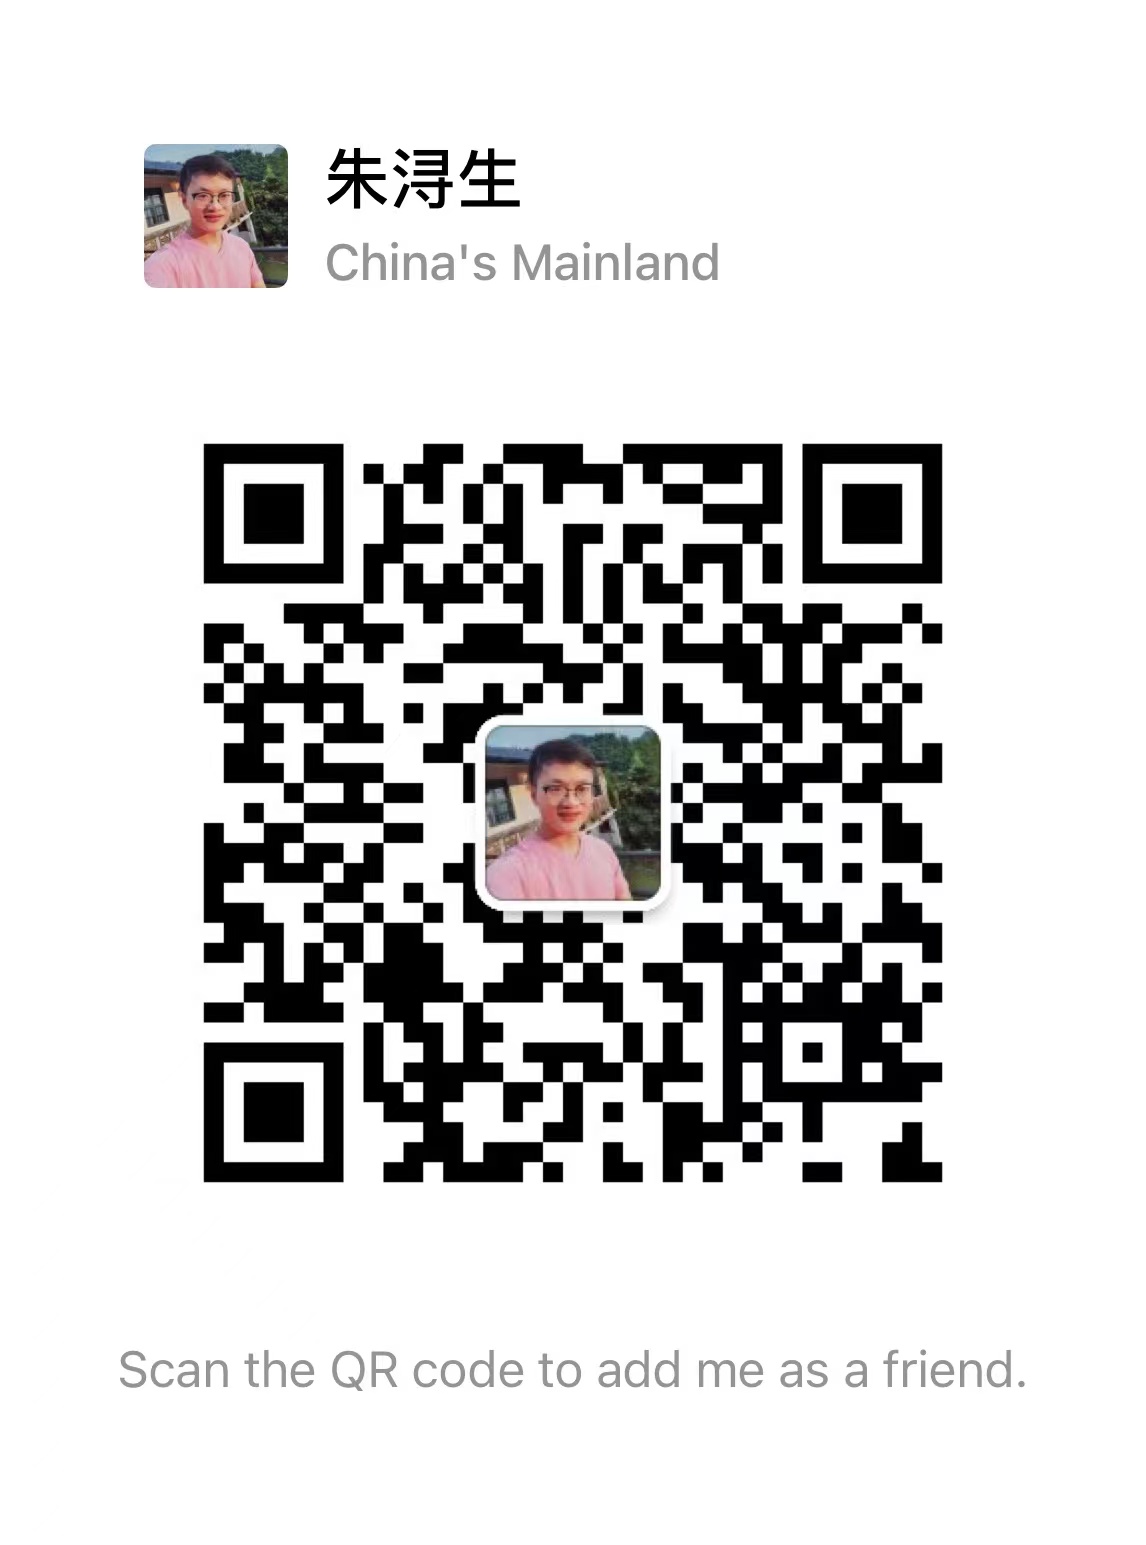 朱浔生
China's Mainland
Scan the QR code to add me as a friend.